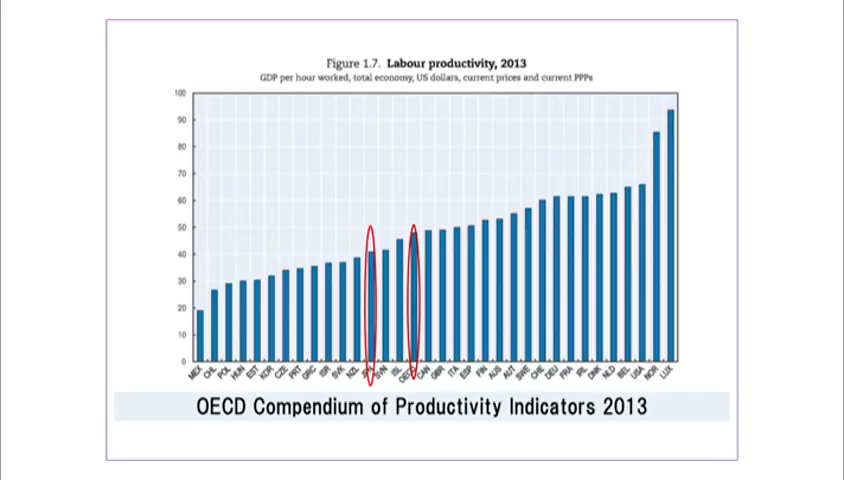 Figure 1.7. Labour productivity, 2013
GDP per hour worked, total economy, US dollars, current prices and current PPPs
100
90
80
70
60
50
40
30
20
10
0
MEX CHL POL HUN EST KOR CZE PRT GRC ISR SVK NZL JPN SVN ISL OECD CAN GBR ITA ESP FIN AUS AUT SWE CHE DEU FRA IRL DNK NLD BEL USA NOR LUX
OECD Compendium of Productivity Indicators 2013